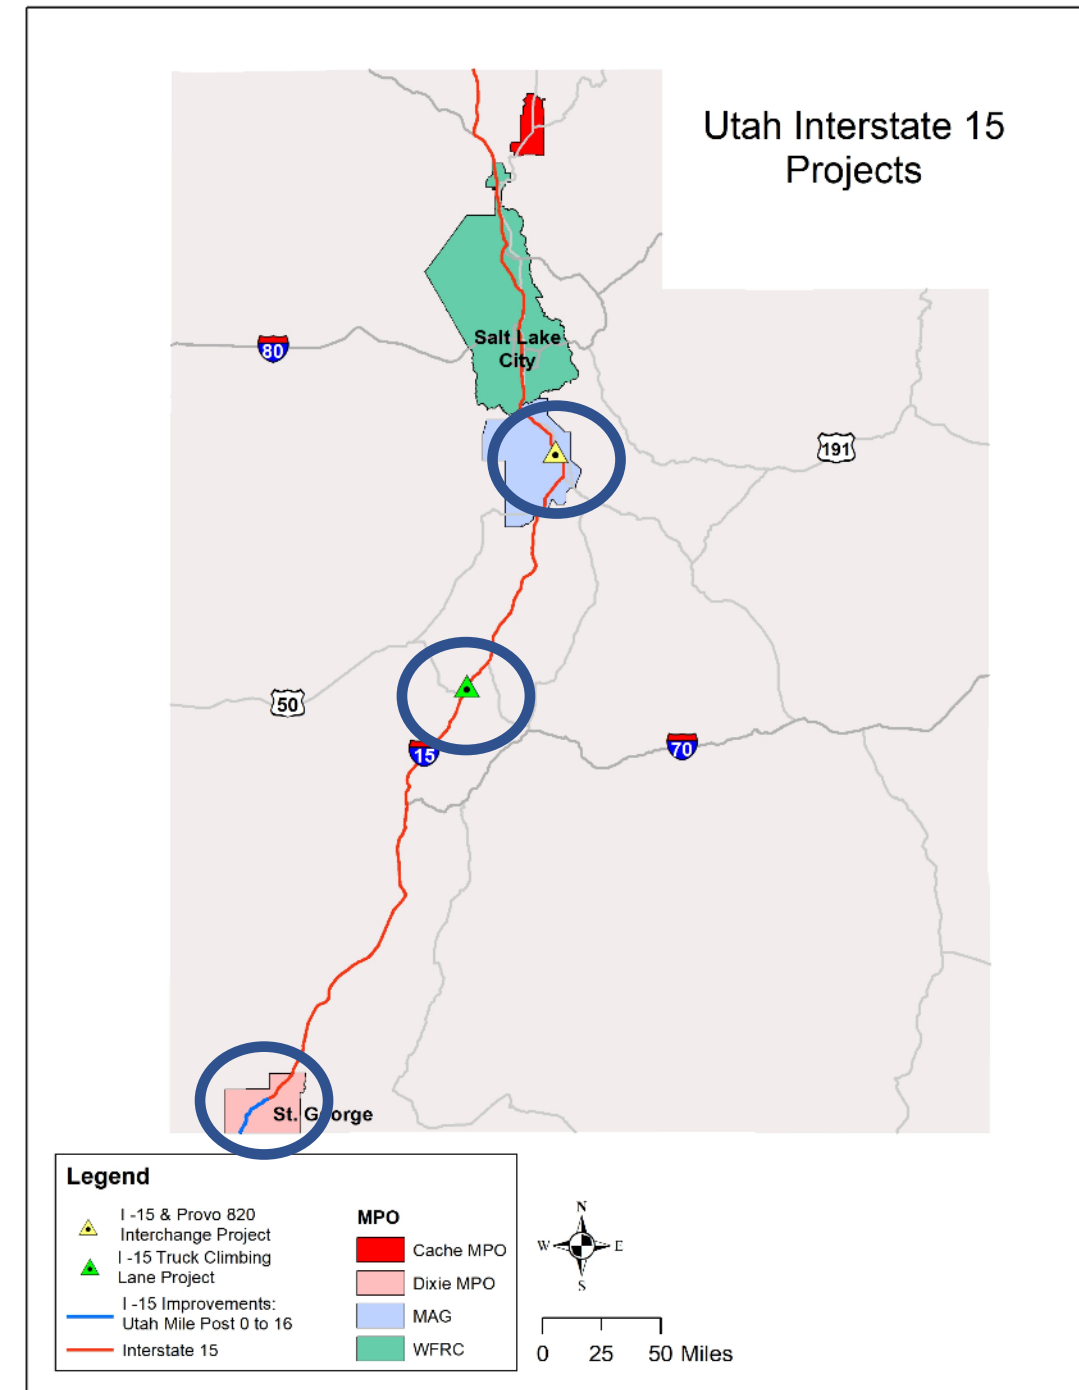 Utah Interstate 15
Projects
Salt Lake
City
80
191
50
15
70
St. George
Legend
I -15 & Provo 820
Interchange Project
I -15 Truck Climbing
Lane Project
I -15 Improvements:
Utah Mile Post 0 to 16
Interstate 15
MPO
Cache MPO
Dixie MPO
MAG
WFRC
N
W E
S
0 25 50 Miles